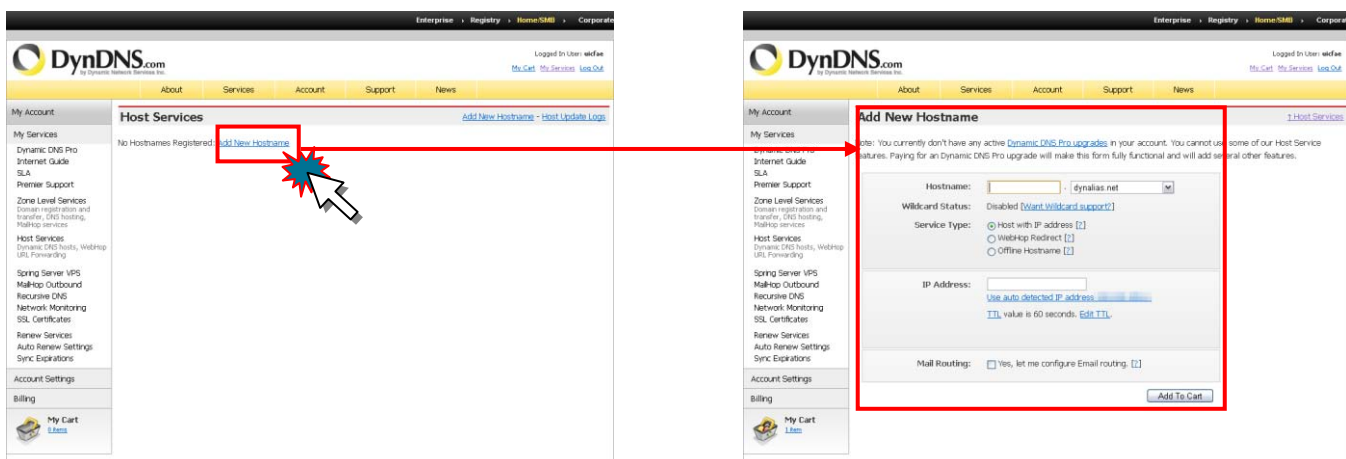 Enterprise › Registry › Home/SMB › Corporate
DynDNS.com
by Dynamic Network Services Inc.
Logged In User: uicfae
My Cart My Services Log Out
About Services Account Support News
My Account
My Services
Dynamic DNS Pro
Internet Guide
SLA
Premier Support
Zone Level Services
Domain registration and
transfer, DNS hosting,
MailHop services
Host Services
Dynamic DNS hosts, WebHop
URL Forwarding
Spring Server VPS
MailHop Outbound
Recursive DNS
Network Monitoring
SSL Certificates
Renew Services
Auto Renew Settings
Sync Expirations
Account Settings
Billing
My Cart
0 items
Host Services
Add New Hostname - Host Update Logs
No Hostnames Registered. Add New Hostname
Enterprise › Registry › Home/SMB › Corpora
DynDNS.com
by Dynamic Network Services Inc.
Logged In User: uicfae
My Cart My Services Log Out
About Services Account Support News
My Account
My Services
Internet Guide
SLA
Premier Support
Zone Level Services
Domain registration and
transfer, DNS hosting,
MailHop services
Host Services
Dynamic DNS hosts, WebHop
URL Forwarding
Spring Server VPS
MailHop Outbound
Recursive DNS
Network Monitoring
SSL Certificates
Renew Services
Auto Renew Settings
Sync Expirations
Account Settings
Billing
My Cart
1 item
Add New Hostname
1 Host Services
Note: You currently don't have any active Dynamic DNS Pro upgrades in your account. You cannot use some of our Host Service
features. Paying for an Dynamic DNS Pro upgrade will make this form fully functional and will add several other features.
Hostname: . dynalias.net
Wildcard Status: Disabled [Want Wildcard support?]
Service Type: Host with IP address [?]
WebHop Redirect [?]
Offline Hostname [?]
IP Address:
Use auto detected IP address
TTL value is 60 seconds. Edit TTL.
Mail Routing: Yes, let me configure Email routing. [?]
Add To Cart